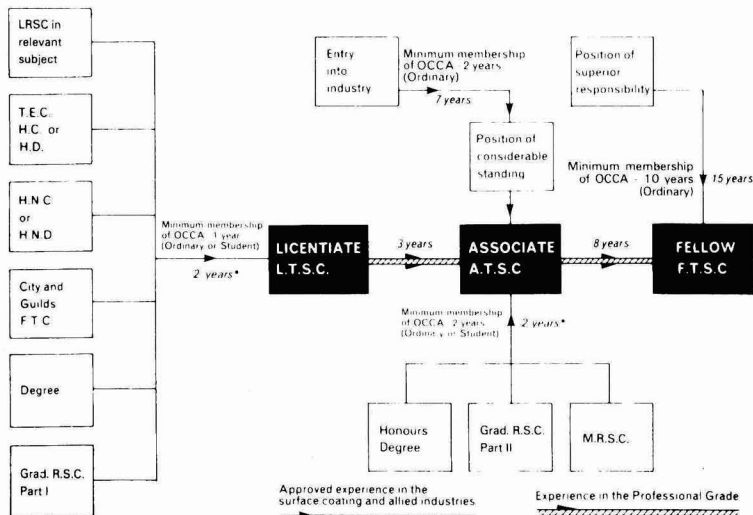 LRSC in
relevant
subject
T.E.C.
H.C. or
H.D.
H.N.C
or
H.N.D
City and
Guilds
F T C
Degree
Grad. R.S.C.
Part I
Minimum membership
of OCCA 1 year
(Ordinary or Student)
2 years*
Entry
into
industry
Minimum membership
of OCCA - 2 years
(Ordinary)
7 years
Position of
considerable
standing
Position of
superior
responsibility
Minimum membership
of OCCA - 10 years
(Ordinary)
15 years
LICENTIATE
L.T.S.C.
3 years
ASSOCIATE
A.T.S.C
8 years
FELLOW
F.T.S.C
Minimum membership
of OCCA 2 years
(Ordinary or Student)
2 years*
Honours
Degree
Grad. R.S.C.
Part II
M.R.S.C.
Approved experience in the
surface coating and allied industries
Experience in the Professional Grade